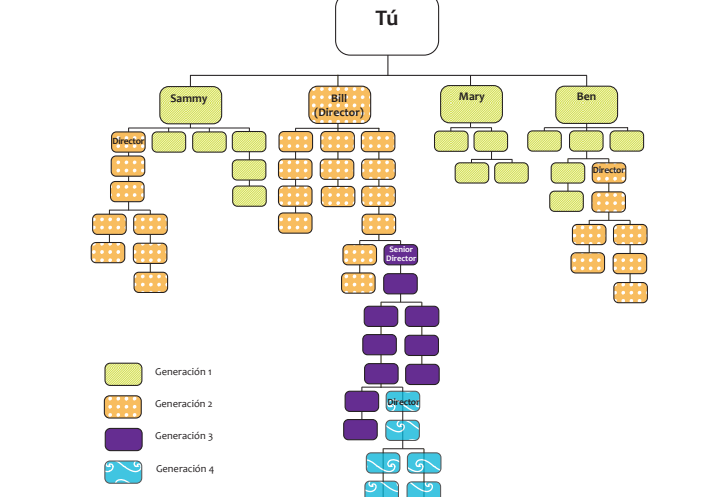 Tú
Sammy
Bill
(Director)
Mary
Ben
Director
Director
Senior
Director
Director
Generación 1
Generación 2
Generación 3
Generación 4